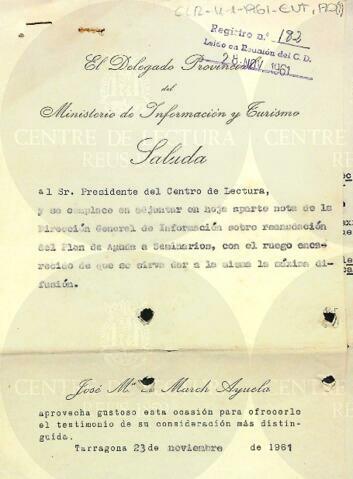 CLR-U-1-1961-EUT,
Registro n.º 182
Leído en Reunión del C. D.
28 NOV 1961
El Delegado Provincial
del
Ministerio de Información y Turismo
Saluda
al Sr. Presidente del Centro de Lectura,
y se complace en adjuntar en hoja aparte nota de la
Dirección General de Información sobre reanudación
del Plan de Ayuda a Seminarios, con el ruego enca-
recido de que se sirva dar a la misma la máxima di-
fusión.
José Mª March Ayuela
aprovecha gustoso esta ocasión para ofrecerle
el testimonio de su consideración más distin-
guida.
Tarragona 23 de noviembre de 1961
CENTRE DE LECTURA
REUS